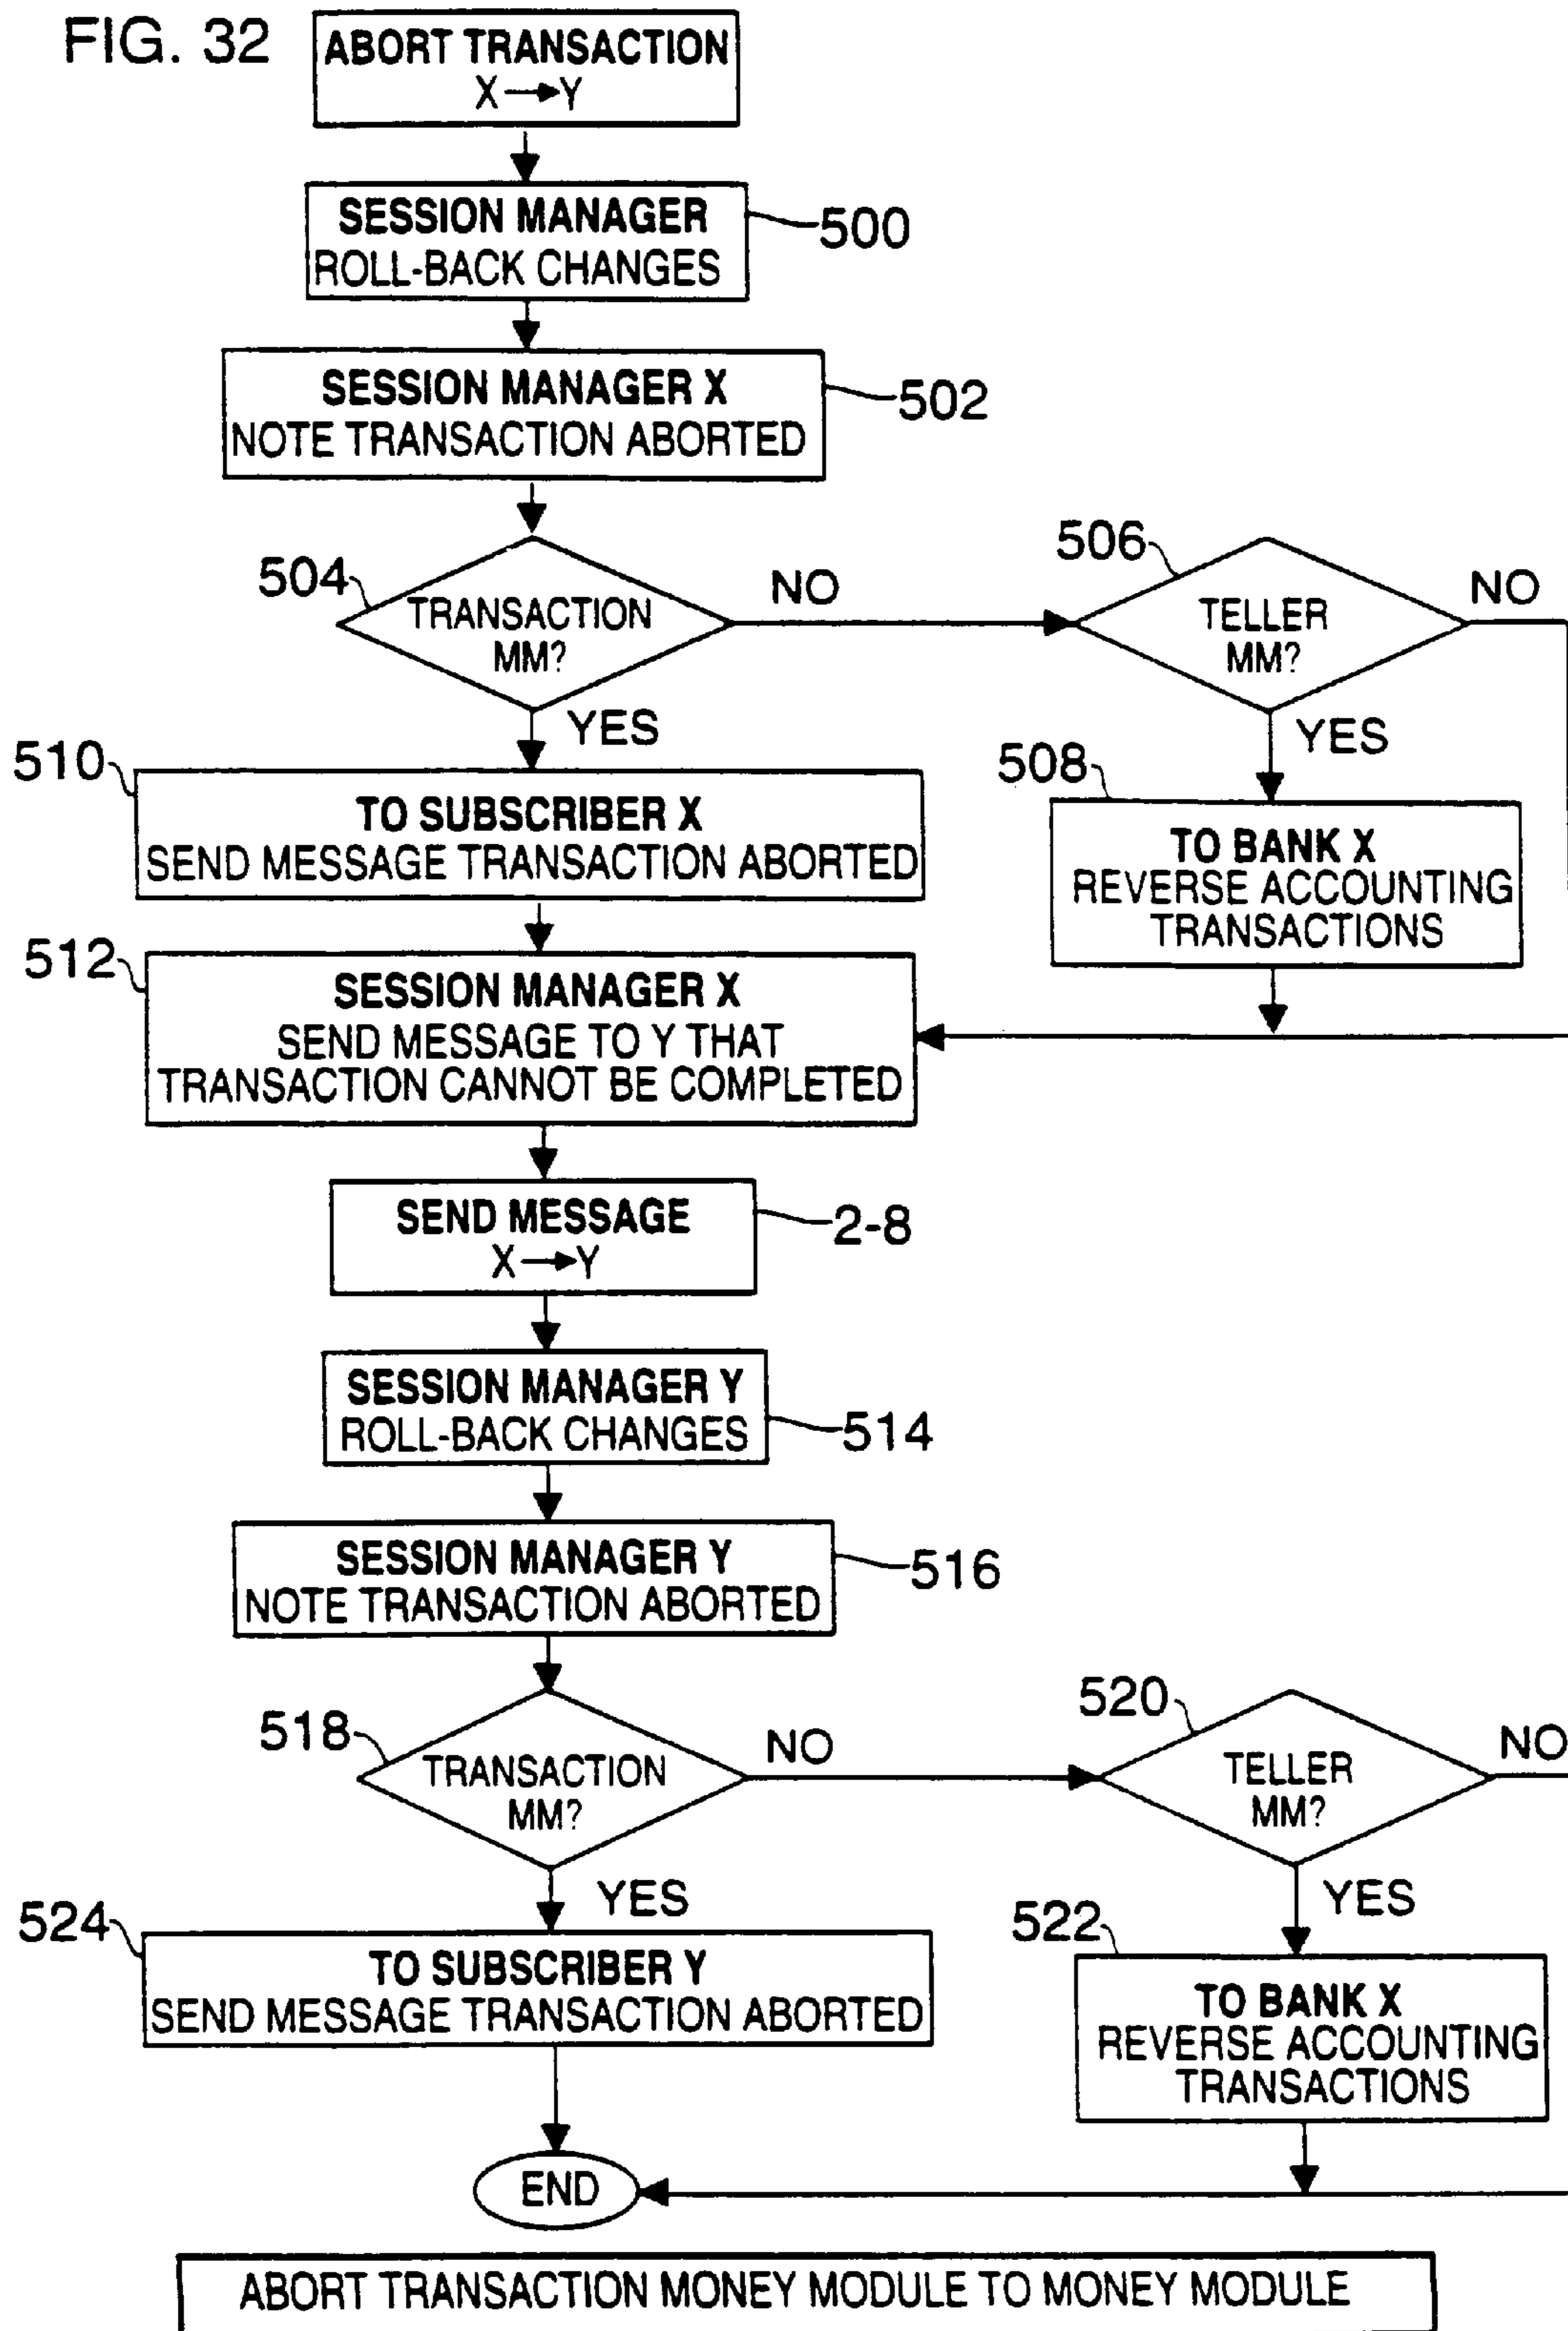 FIG. 32
ABORT TRANSACTION
X → Y
SESSION MANAGER
ROLL-BACK CHANGES
500
SESSION MANAGER X
NOTE TRANSACTION ABORTED
502
504
TRANSACTION
MM?
NO
506
TELLER
MM?
NO
YES
YES
510
TO SUBSCRIBER X
SEND MESSAGE TRANSACTION ABORTED
508
TO BANK X
REVERSE ACCOUNTING
TRANSACTIONS
512
SESSION MANAGER X
SEND MESSAGE TO Y THAT
TRANSACTION CANNOT BE COMPLETED
SEND MESSAGE
X → Y
2-8
SESSION MANAGER Y
ROLL-BACK CHANGES
514
SESSION MANAGER Y
NOTE TRANSACTION ABORTED
516
518
TRANSACTION
MM?
NO
520
TELLER
MM?
NO
YES
YES
524
TO SUBSCRIBER Y
SEND MESSAGE TRANSACTION ABORTED
522
TO BANK X
REVERSE ACCOUNTING
TRANSACTIONS
END
ABORT TRANSACTION MONEY MODULE TO MONEY MODULE